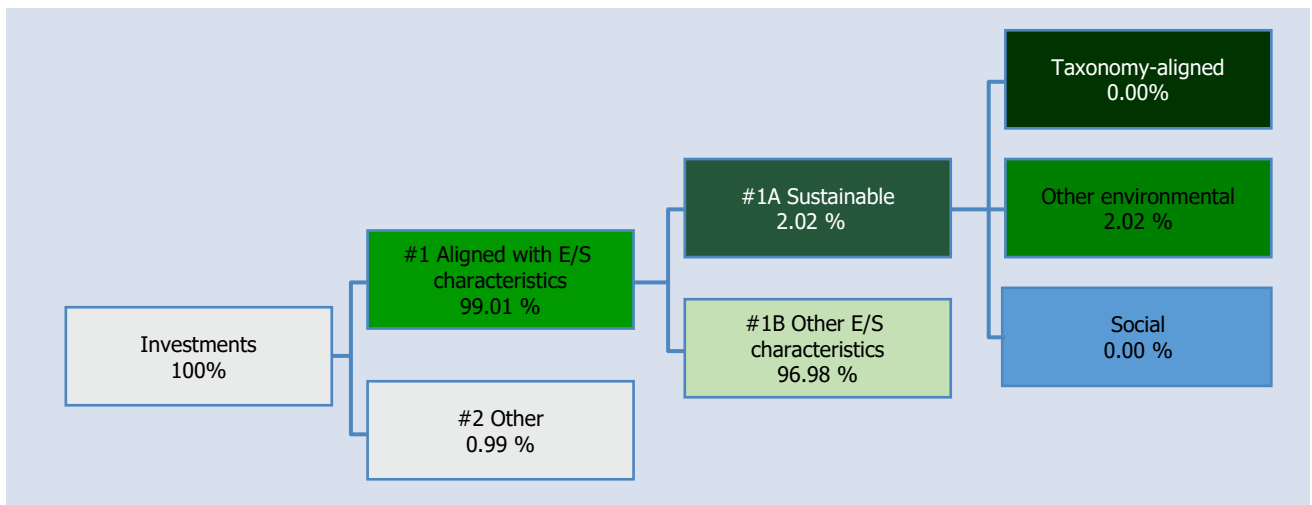 Investments
100%
#1 Aligned with E/S
characteristics
99.01 %
#2 Other
0.99 %
#1A Sustainable
2.02 %
#1B Other E/S
characteristics
96.98 %
Taxonomy-aligned
0.00%
Other environmental
2.02 %
Social
0.00 %